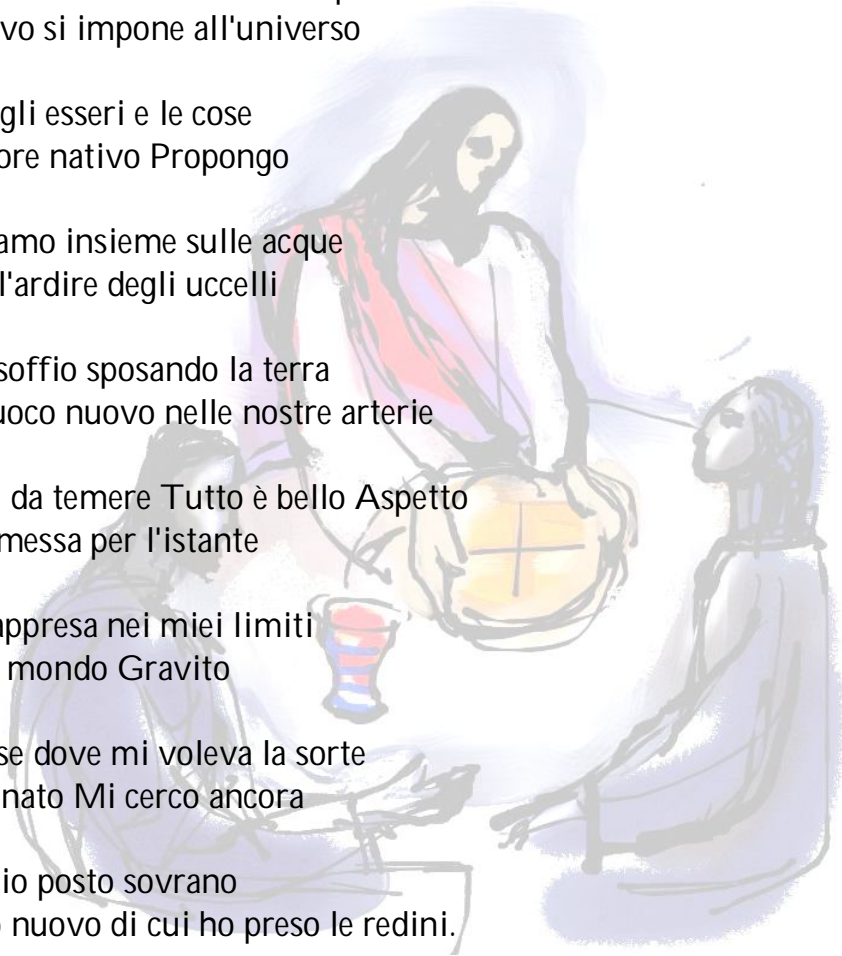 vo si impone all'universo
gli esseri e le cose
ore nativo Propongo
amo insieme sulle acque
l'ardire degli uccelli
soffio sposando la terra
uoco nuovo nelle nostre arterie
da temere Tutto è bello Aspetto
messa per l'istante
appresa nei miei limiti
mondo Gravito
se dove mi voleva la sorte
nato Mi cerco ancora
io posto sovrano
o nuovo di cui ho preso le redini.